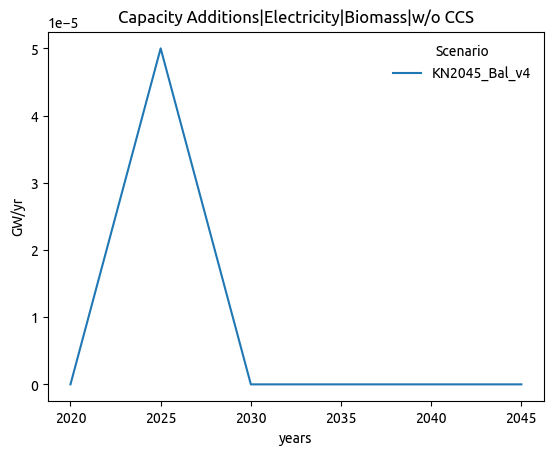 Capacity Additions|Electricity|Biomass|w/o CCS
1e−5
5
4
3
2
1
0
GW/yr
Scenario
KN2045_Bal_v4
2020 2025 2030 2035 2040 2045
years